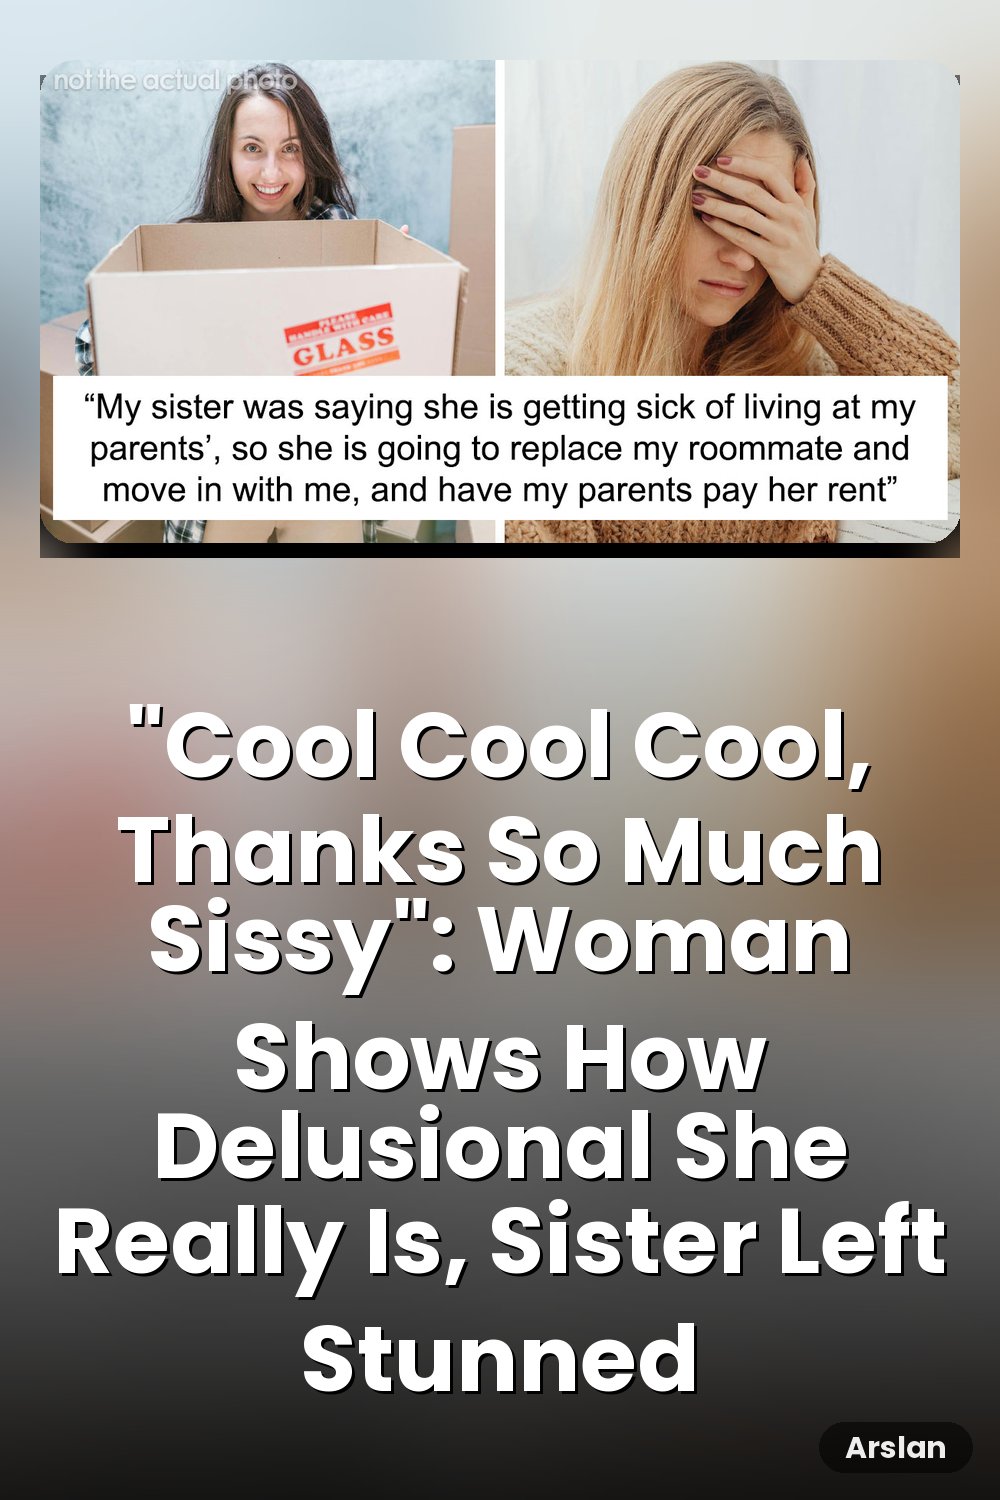 not the actual photo
PLEASE
HANDLE WITH CARE
GLASS
“My sister was saying she is getting sick of living at my
parents’, so she is going to replace my roommate and
move in with me, and have my parents pay her rent”
"Cool Cool Cool,
Thanks So Much
Sissy": Woman
Shows How
Delusional She
Really Is, Sister Left
Stunned
Arslan